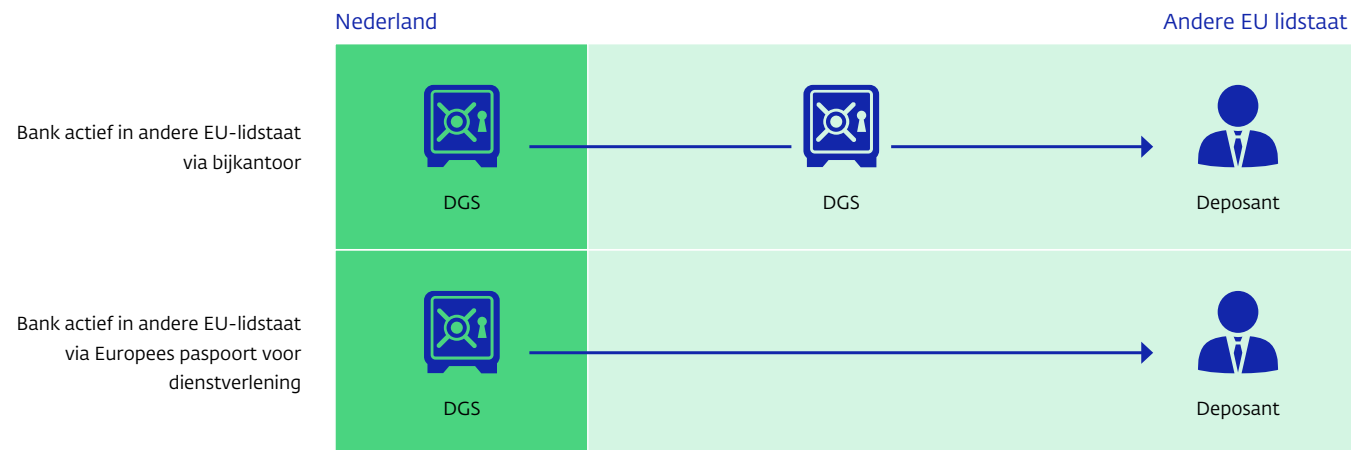 Nederland
Andere EU lidstaat
Bank actief in andere EU-lidstaat
via bijkantoor
DGS
DGS
Deposant
Bank actief in andere EU-lidstaat
via Europees paspoort voor
dienstverlening
DGS
Deposant